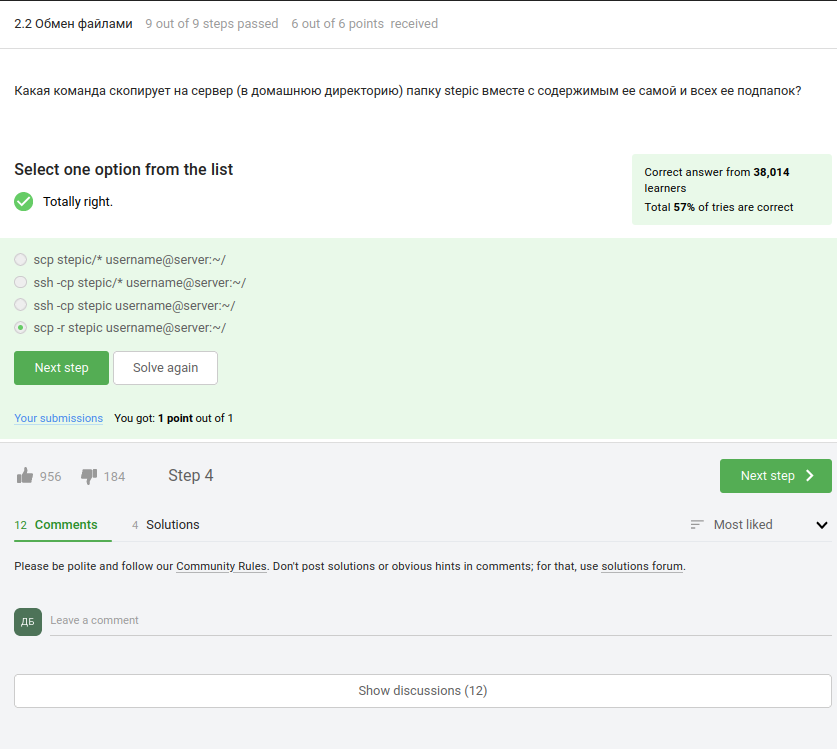 2.2 Обмен файлами 9 out of 9 steps passed 6 out of 6 points received
Какая команда скопирует на сервер (в домашнюю директорию) папку stepic вместе с содержимым ее самой и всех ее подпапок?
Select one option from the list
Totally right.
Correct answer from 38,014
learners
Total 57% of tries are correct
scp stepic/* username@server:~/
ssh -cp stepic/* username@server:~/
ssh -cp stepic username@server:~/
scp -r stepic username@server:~/
Next step Solve again
Your submissions You got: 1 point out of 1
956 184 Step 4 Next step
12 Comments 4 Solutions Most liked
Please be polite and follow our Community Rules. Don't post solutions or obvious hints in comments; for that, use solutions forum.
ДБ Leave a comment
Show discussions (12)